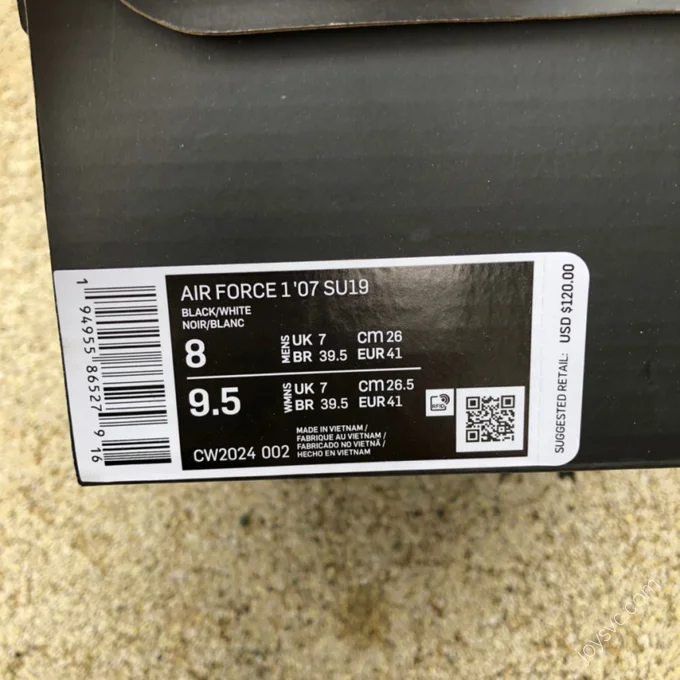 AIR FORCE 1 '07 SU19
BLACK/WHITE
NOIR/BLANC
8 MENS UK 7 cm 26
BR 39.5 EUR 41
9.5 WMNS UK 7 cm 26.5
BR 39.5 EUR 41
CW2024 002
MADE IN VIETNAM /
FABRIQUE AU VIETNAM /
FABRICADO NO VIETNÃ /
HECHO EN VIETNAM
RFID
1 94955 86527 9 16
SUGGESTED RETAIL: USD $120.00